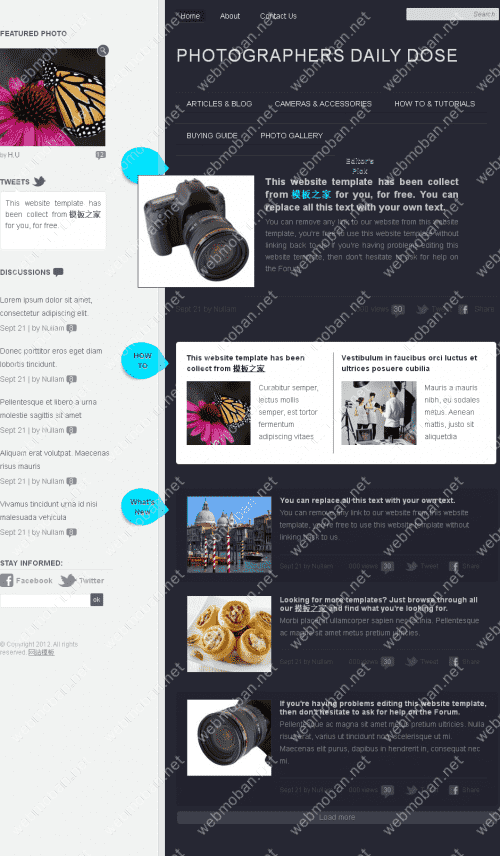 FEATURED PHOTO
by H.U.
12
TWEETS
This website template has
been collect from 模板之家
for you, for free.
DISCUSSIONS
Lorem ipsum dolor sit amet,
consectetur adipiscing elit.
Sept 21 | by Nullam
Donec porttitor eros eget diam
lobortis tincidunt.
Sept 21 | by Nullam
Pellentesque et libero a urna
molestie sagittis sit amet
Sept 21 | by Nullam
Aliquam erat volutpat. Maecenas
risus mauris
Sept 21 | by Nullam
Vivamus tincidunt urna id nisl
malesuada vehicula
Sept 21 | by Nullam
STAY INFORMED:
Facebook
Twitter
ok
© Copyright 2012. All rights
reserved.
Home
About
Contact Us
Search
PHOTOGRAPHERS DAILY DOSE
ARTICLES & BLOG
CAMERAS & ACCESSORIES
HOW TO & TUTORIALS
BUYING GUIDE
PHOTO GALLERY
Editor's
Pick
This website template has been collect
from 模板之家 for you, for free. You can
replace all this text with your own text.
You can remove any link to our website from this website
template, you're free to use this website template without
linking back to us. If you're having problems editing this
website template, then don't hesitate to ask for help on
the Forum.
Sept 21 by Nullam
views
30
Tweet
Share
HOW
TO
This website template has been
collect from 模板之家
Curabitur semper,
lectus mollis
semper, est tortor
fermentum
adipiscing vitaes
Vestibulum in faucibus orci luctus et
ultrices posuere cubilia
Mauris a mauris
nibh, eu sodales
metus. Aenean
mattis, justo sit
aliquetdia
What's
New
You can replace all this text with your own text.
You can remove any link to our website from this website
template, you're free to use this website template without
linking back to us.
Sept 21 by Nullam
300 views
30
Tweet
Share
Looking for more templates? Just browse through all
our 模板之家 and find what you're looking for.
Morbi placerat ullamcorper sapien nec lacinia. Pellentesque
ac magna sit amet metus pretium ultricies.
Sept 21 by Nullam
300 views
30
Tweet
Share
If you're having problems editing this website template,
then don't hesitate to ask for help on the Forum.
Pellentesque ac magna sit amet metus pretium ultricies. Nulla
risus erat, varius ut tincidunt non, scelerisque ut mi.
Maecenas elit purus, dapibus in hendrerit in, consequat nec
mi.
Sept 21 by Nullam
300 views
30
Tweet
Share
Load more
webmoban.net